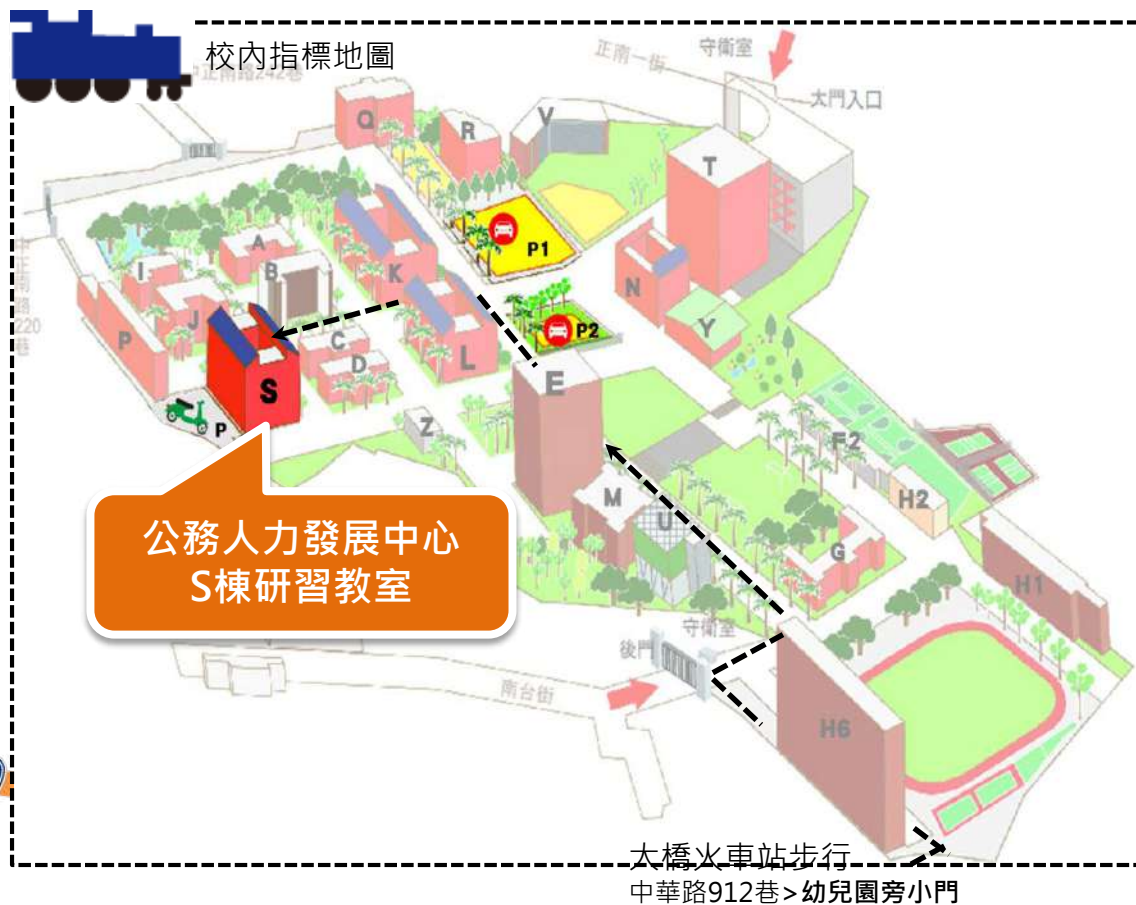 校內指標地圖
中正南路242巷
正南一街
守衛室
大門入口
Q
R
V
T
P1
A
B
I
K
N
中正南路220巷
J
P
P2
Y
C
L
D
S
E
P
Z
F2
M
H2
U
G
公務人力發展中心
S棟研習教室
H1
守衛室
後門
南台街
H6
大橋火車站步行
中華路912巷>幼兒園旁小門